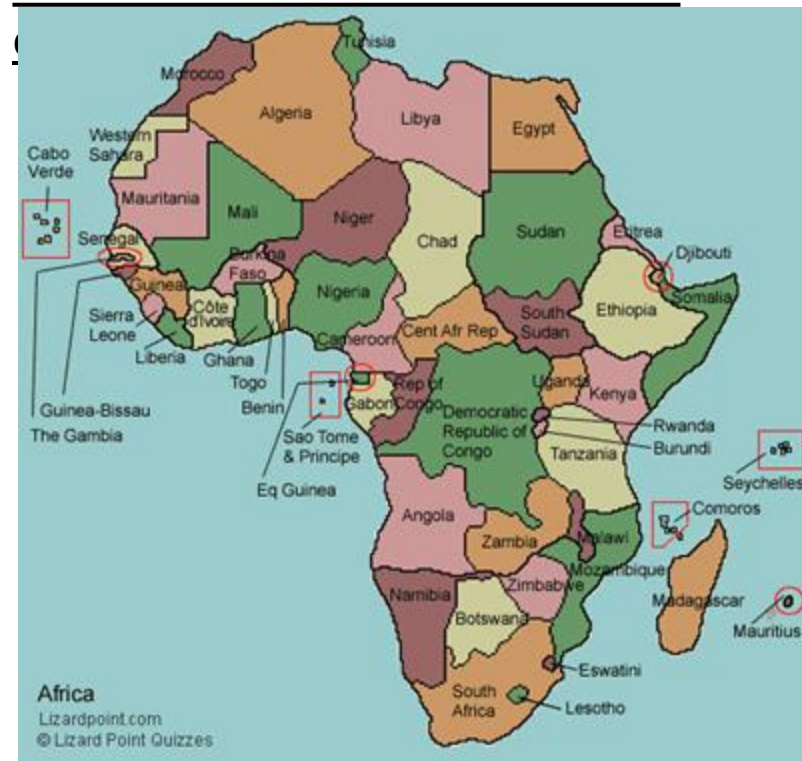 Tunisia
Morocco
Algeria
Libya
Egypt
Western
Sahara
Cabo
Verde
Mauritania
Mali
Niger
Chad
Sudan
Eritrea
Djibouti
Senegal
Burkina
Faso
Guinea
Nigeria
Somalia
Ethiopia
South
Sudan
Sierra
Leone
Côte
d'Ivoire
Cameroon
Cent Afr Rep
Liberia
Ghana
Togo
Benin
Uganda
Kenya
Gabon
Rep of
Congo
Guinea-Bissau
The Gambia
Democratic
Republic of
Congo
Rwanda
Burundi
Sao Tome
& Principe
Tanzania
Seychelles
Eq Guinea
Comoros
Angola
Zambia
Malawi
Mozambique
Namibia
Zimbabwe
Madagascar
Botswana
Mauritius
Eswatini
South
Africa
Lesotho
Africa
Lizardpoint.com
© Lizard Point Quizzes